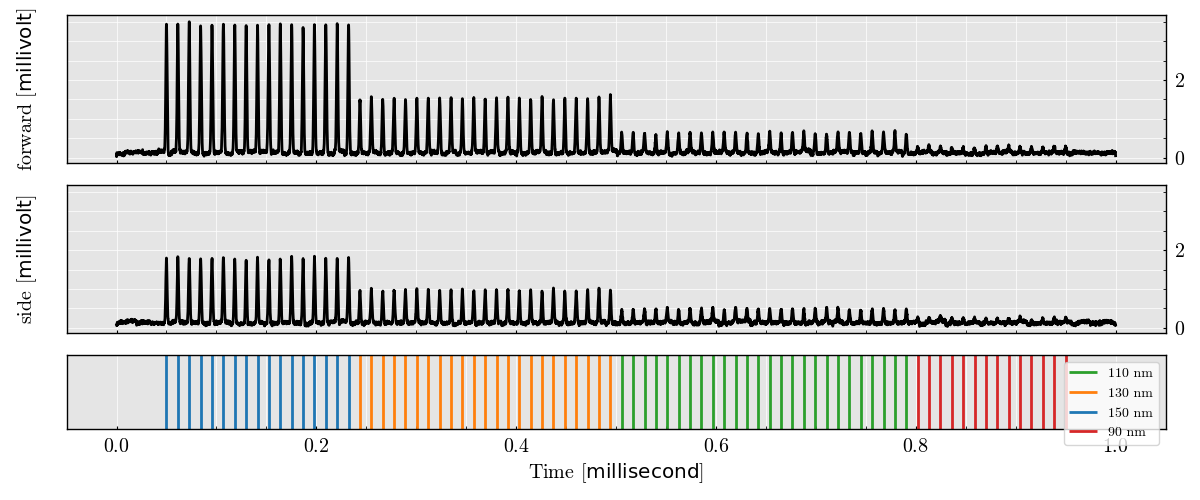 forward [millivolt]
2
0
side [millivolt]
2
0
110 nm
130 nm
150 nm
90 nm
0.0 0.2 0.4 0.6 0.8 1.0
Time [millisecond]